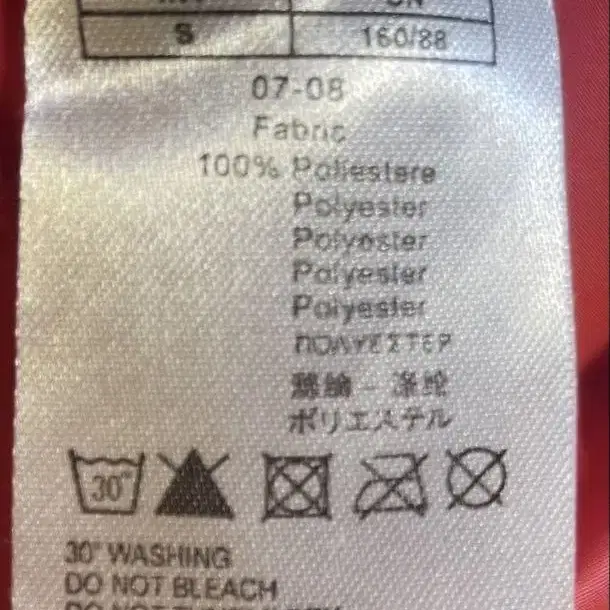 S 160/88
07-08
Fabric
100% Poliestere
Polyester
Polyester
Polyester
Polyester
ΠΟΛΥΕΣΤΕΡ
ポリエステル
30°
30° WASHING
DO NOT BLEACH